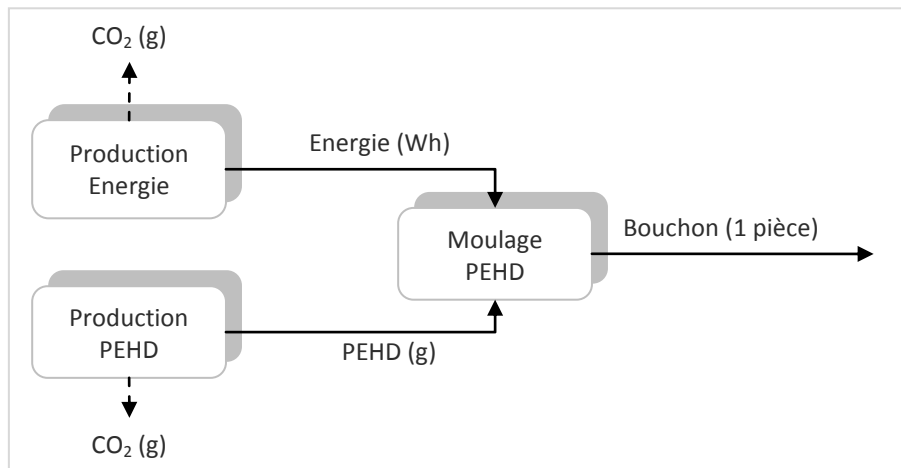 CO₂ (g)
Production
Energie
Energie (Wh)
Moulage
PEHD
Bouchon (1 pièce)
Production
PEHD
PEHD (g)
CO₂ (g)